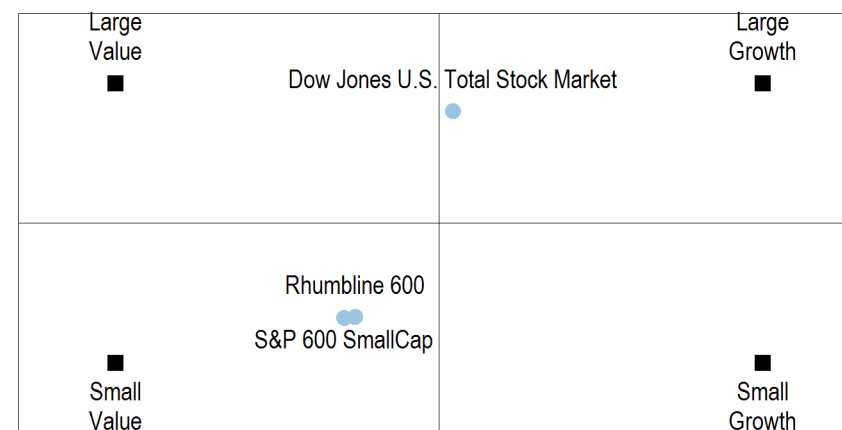 Large
Value
Large
Growth
Dow Jones U.S. Total Stock Market
Rhumbline 600
S&P 600 SmallCap
Small
Value
Small
Growth